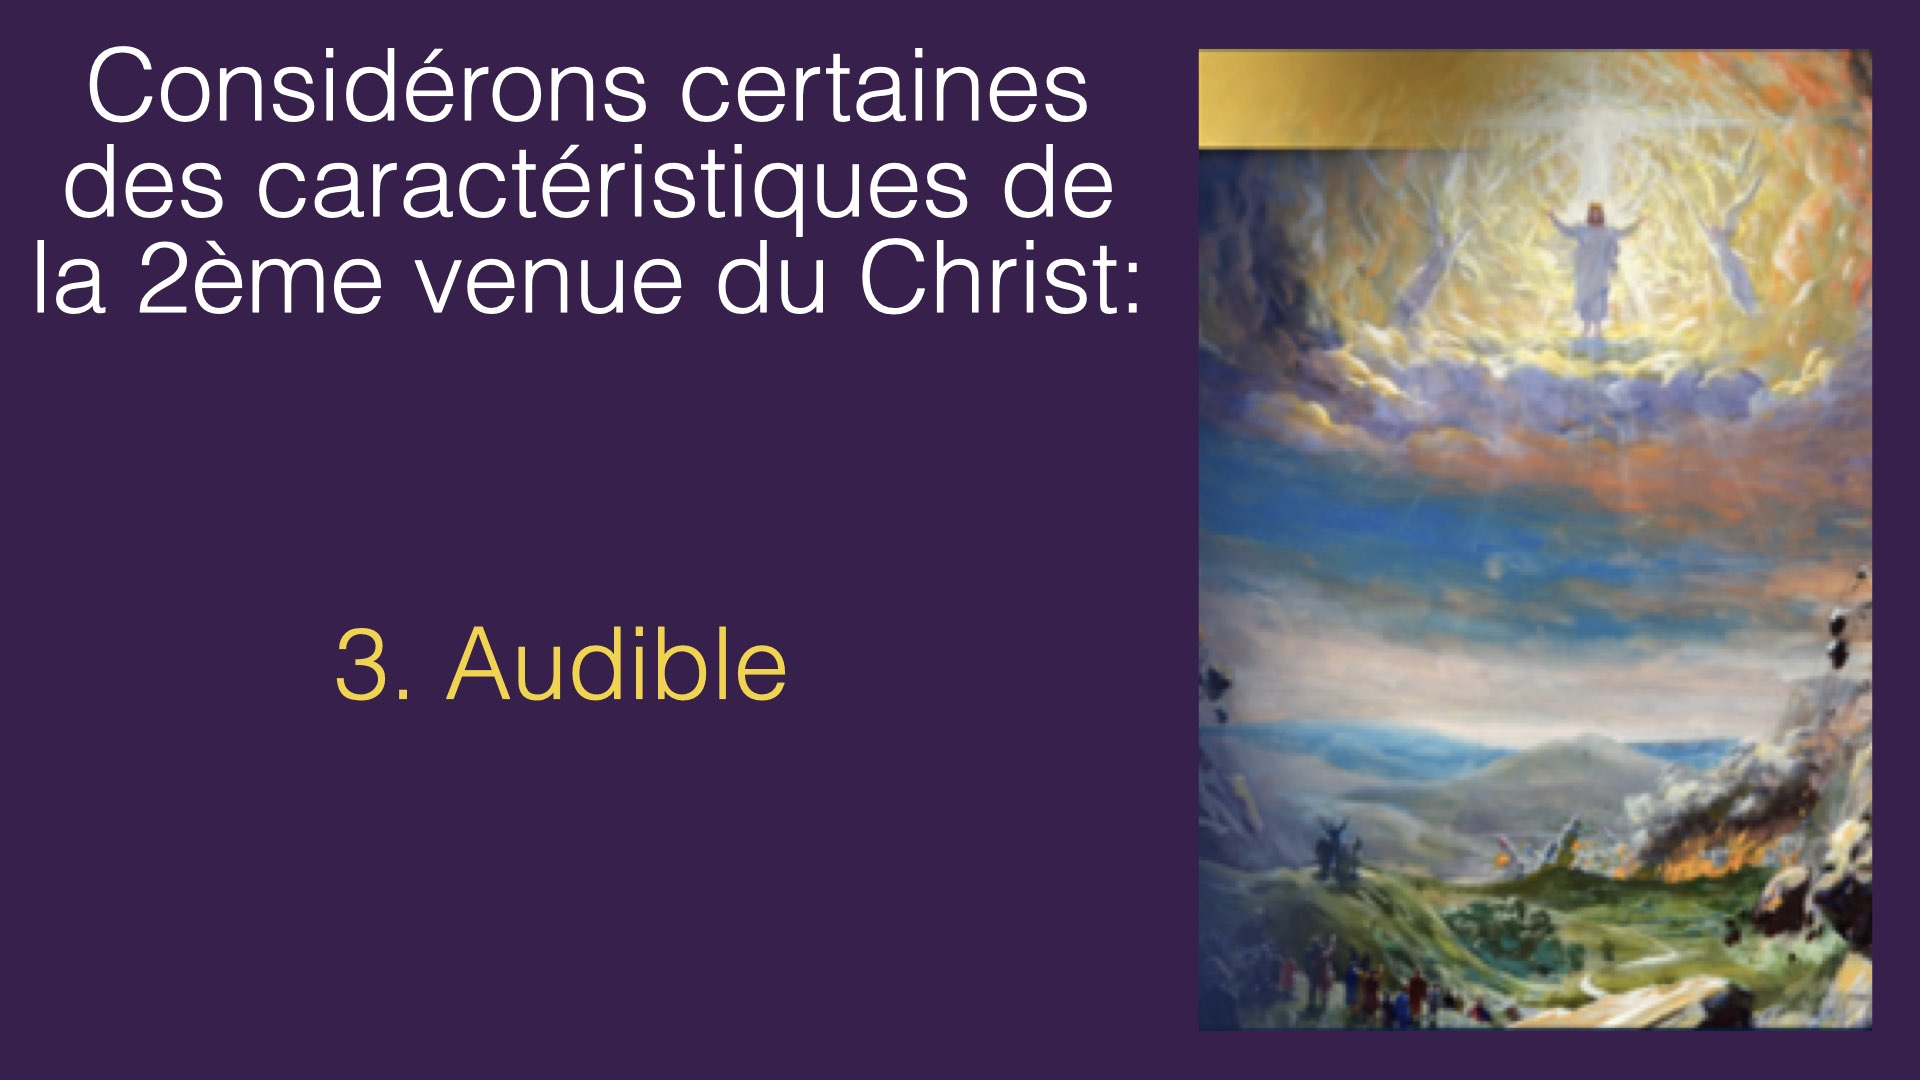 Considérons certaines
des caractéristiques de
la 2ème venue du Christ:
3. Audible